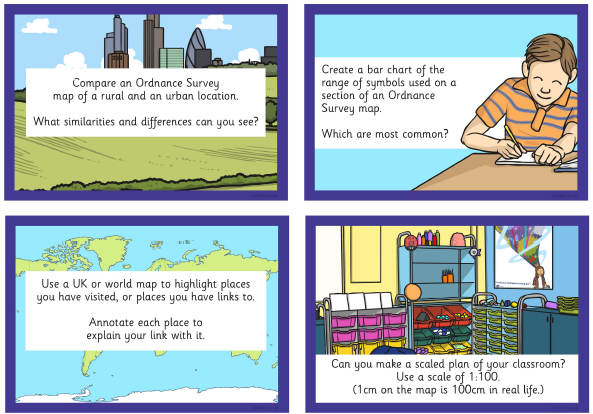 Compare an Ordnance Survey
map of a rural and an urban location.
What similarities and differences can you see?
Create a bar chart of the
range of symbols used on a
section of an Ordnance
Survey map.
Which are most common?
Use a UK or world map to highlight places
you have visited, or places you have links to.
Annotate each place to
explain your link with it.
Can you make a scaled plan of your classroom?
Use a scale of 1:100.
(1cm on the map is 100cm in real life.)